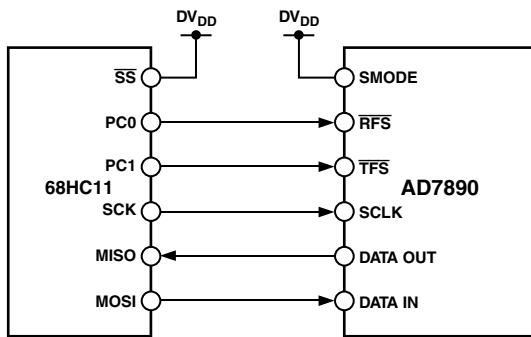 DVDD DVDD
SS SMODE
PC0 RFS
PC1 TFS
68HC11 AD7890
SCK SCLK
MISO DATA OUT
MOSI DATA IN